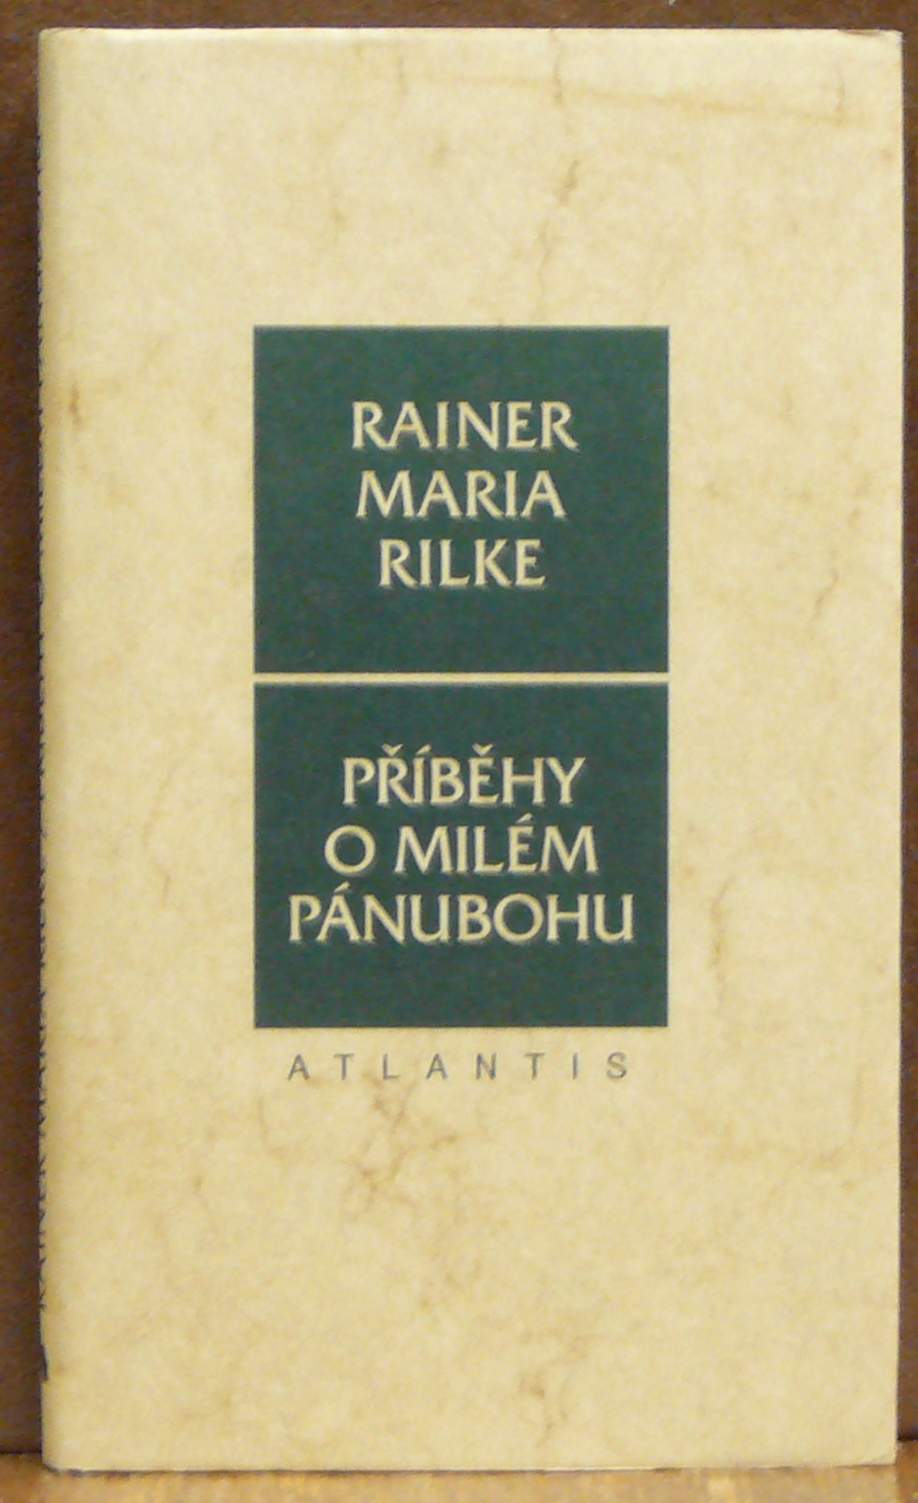 RAINER
MARIA
RILKE
PŘÍBĚHY
O MILÉM
PÁNUBOHU
ATLANTIS